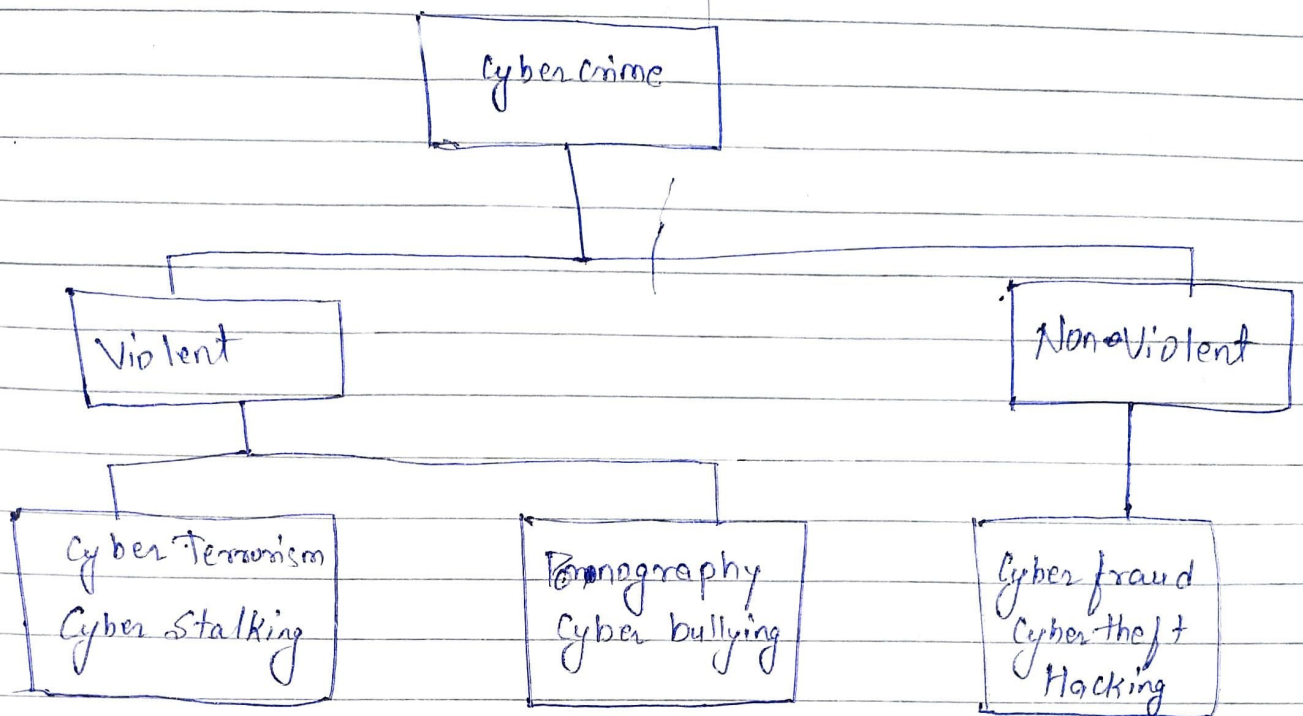 Cyber Crime
Violent
Non-Violent
Cyber Terrorism
Cyber Stalking
Pornography
Cyber bullying
Cyber fraud
Cyber theft
Hacking